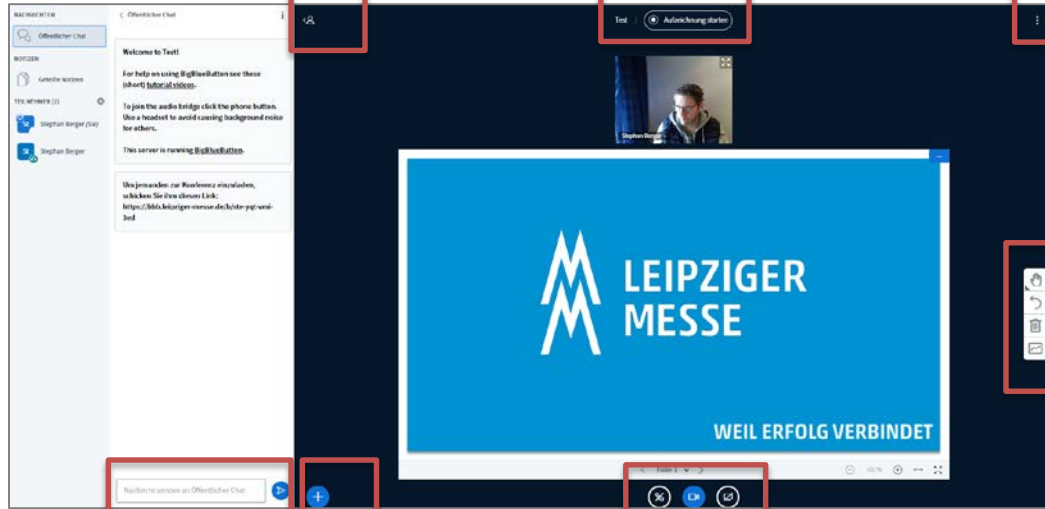 NACHRICHTEN
Öffentlicher Chat
NOTIZEN
Geteilte Notizen
TEILNEHMER (2)
Stephan Berger (Sie)
Stephan Berger
Öffentlicher Chat
Welcome to Test!
For help on using BigBlueButton see these
(short) tutorial videos.
To join the audio bridge click the phone button.
Use a headset to avoid causing background noise
for others.
This server is running BigBlueButton.
Um jemanden zur Konferenz einzuladen,
schicken Sie ihm diesen Link:
Nachricht senden an Öffentlicher Chat
Test
Aufzeichnung starten
Stephan Berger
LEIPZIGER
MESSE
WEIL ERFOLG VERBINDET
Folie 1